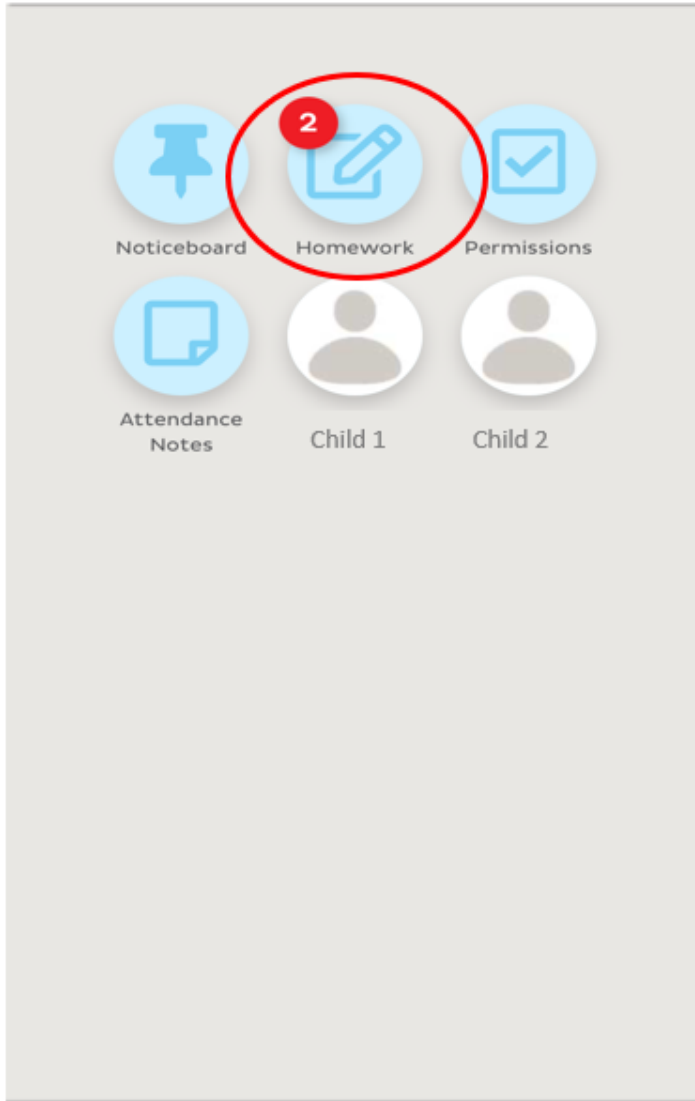 2
Noticeboard
Homework
Permissions
Attendance
Notes
Child 1
Child 2